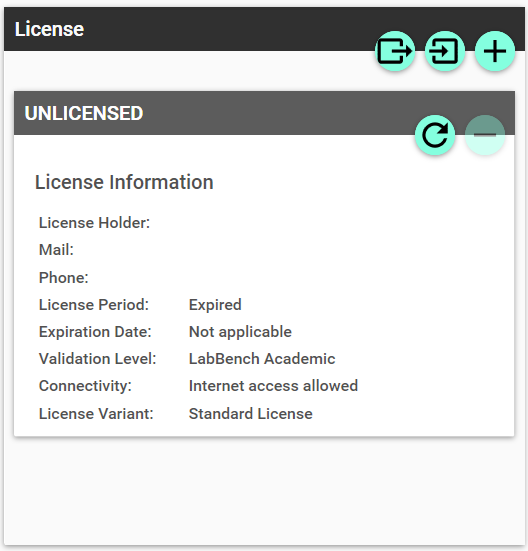 License
UNLICENSED
License Information
License Holder:
Mail:
Phone:
License Period: Expired
Expiration Date: Not applicable
Validation Level: LabBench Academic
Connectivity: Internet access allowed
License Variant: Standard License